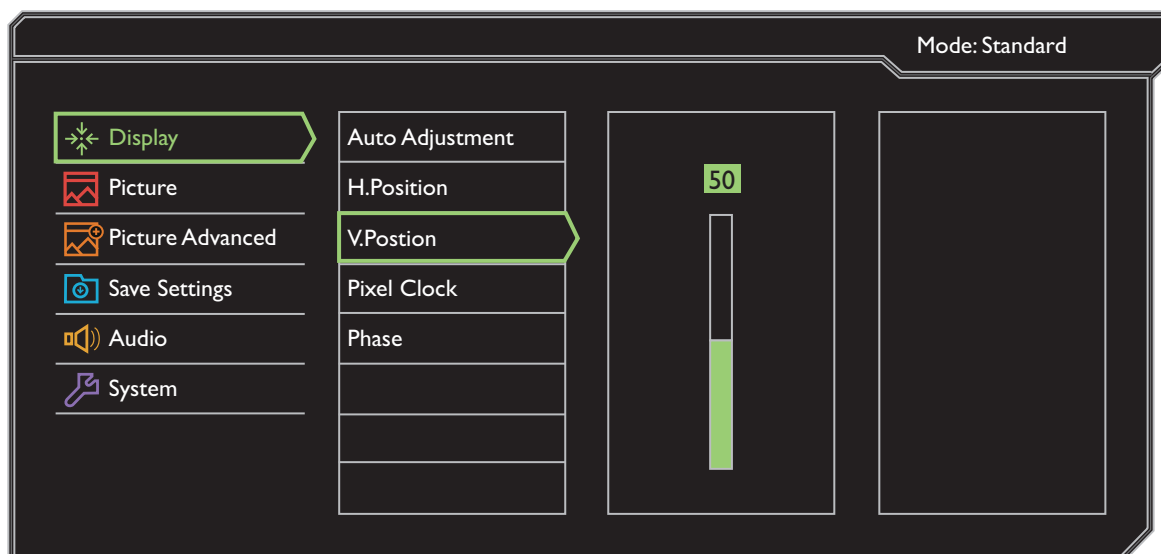 Mode: Standard
Display
Picture
Picture Advanced
Save Settings
Audio
System
Auto Adjustment
H.Position
V.Postion
Pixel Clock
Phase
50